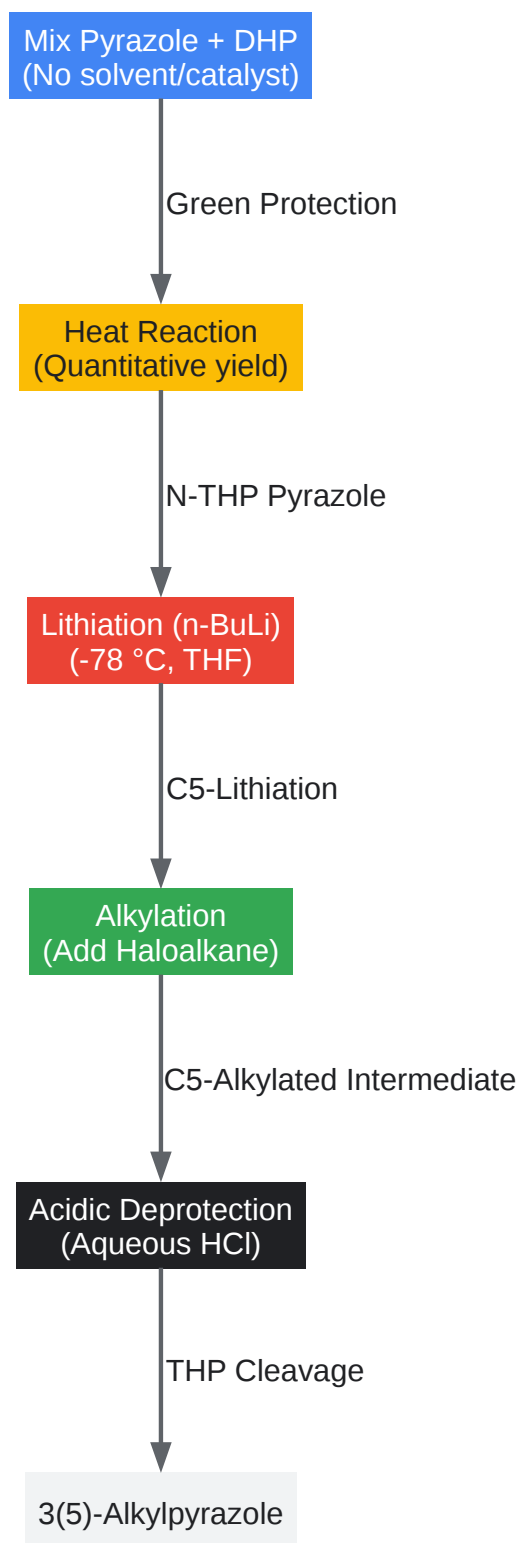 Mix Pyrazole + DHP
(No solvent/catalyst)
Green Protection
Heat Reaction
(Quantitative yield)
N-THP Pyrazole
Lithiation (n-BuLi)
(-78 °C, THF)
C5-Lithiation
Alkylation
(Add Haloalkane)
C5-Alkylated Intermediate
Acidic Deprotection
(Aqueous HCl)
THP Cleavage
3(5)-Alkylpyrazole